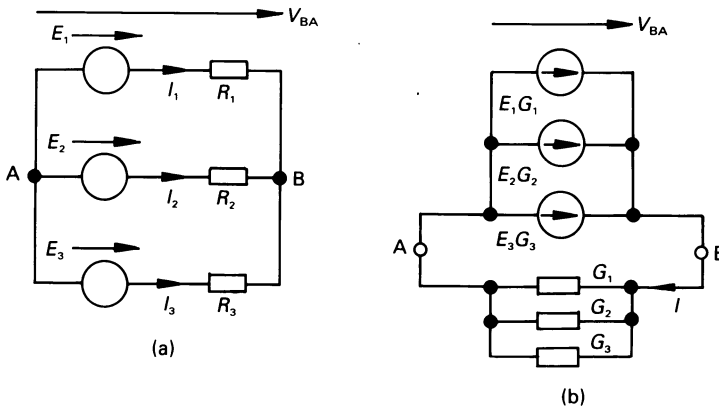 V_BA
E₁
I₁ R₁
E₂
A B
I₂ R₂
E₃
I₃ R₃
(a)
V_BA
E₁G₁
E₂G₂
E₃G₃
A B
G₁
I
G₂
G₃
(b)